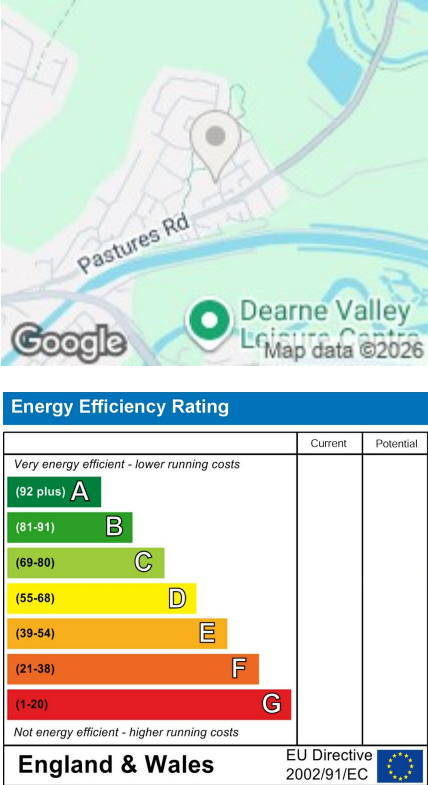 Pastures Rd
Dearne Valley
Leisure Centre
Google
Map data ©2026
Energy Efficiency Rating
Current Potential
Very energy efficient - lower running costs
(92 plus) A
(81-91) B
(69-80) C
(55-68) D
(39-54) E
(21-38) F
(1-20) G
Not energy efficient - higher running costs
England & Wales
EU Directive
2002/91/EC